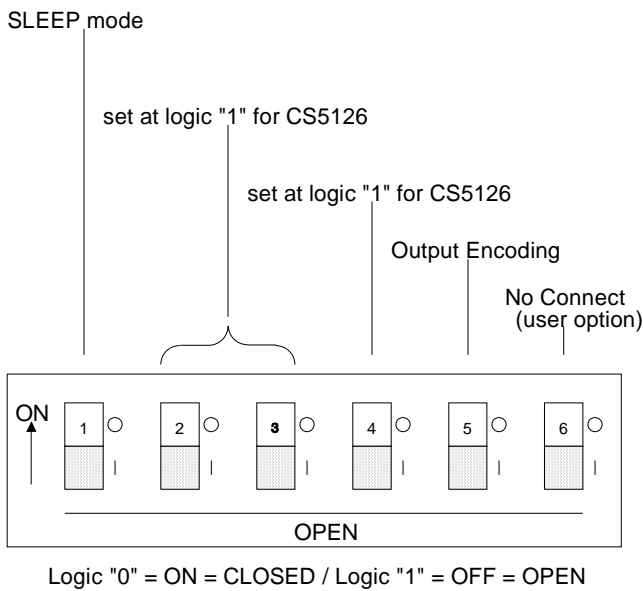 SLEEP mode
set at logic "1" for CS5126
set at logic "1" for CS5126
Output Encoding
No Connect
(user option)
ON
1 2 3 4 5 6
OPEN
Logic "0" = ON = CLOSED / Logic "1" = OFF = OPEN